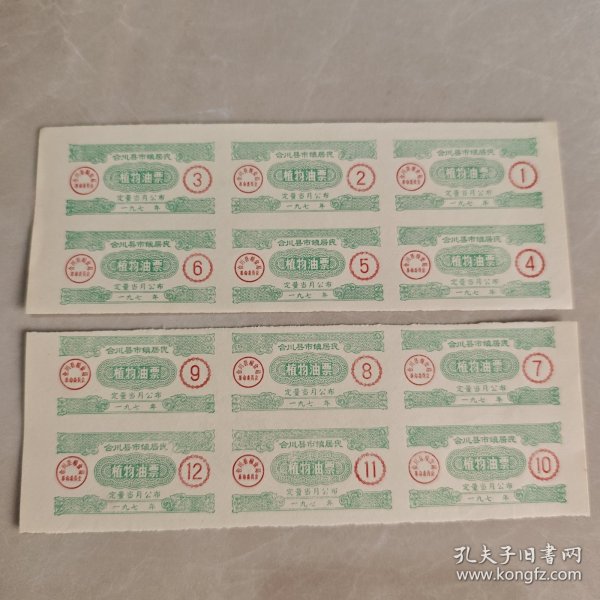 合川县市镇居民
植物油票
3
定量当月公布
一九七 年
合川县市镇居民
植物油票
2
定量当月公布
一九七 年
合川县市镇居民
植物油票
1
定量当月公布
一九七 年
合川县市镇居民
植物油票
6
定量当月公布
一九七 年
合川县市镇居民
植物油票
5
定量当月公布
一九七 年
合川县市镇居民
植物油票
4
定量当月公布
一九七 年
合川县市镇居民
植物油票
9
定量当月公布
一九七 年
合川县市镇居民
植物油票
8
定量当月公布
一九七 年
合川县市镇居民
植物油票
7
定量当月公布
一九七 年
合川县市镇居民
植物油票
12
定量当月公布
一九七 年
合川县市镇居民
植物油票
11
定量当月公布
一九七 年
合川县市镇居民
植物油票
10
定量当月公布
一九七 年
孔夫子旧书网
www.kongfz.com